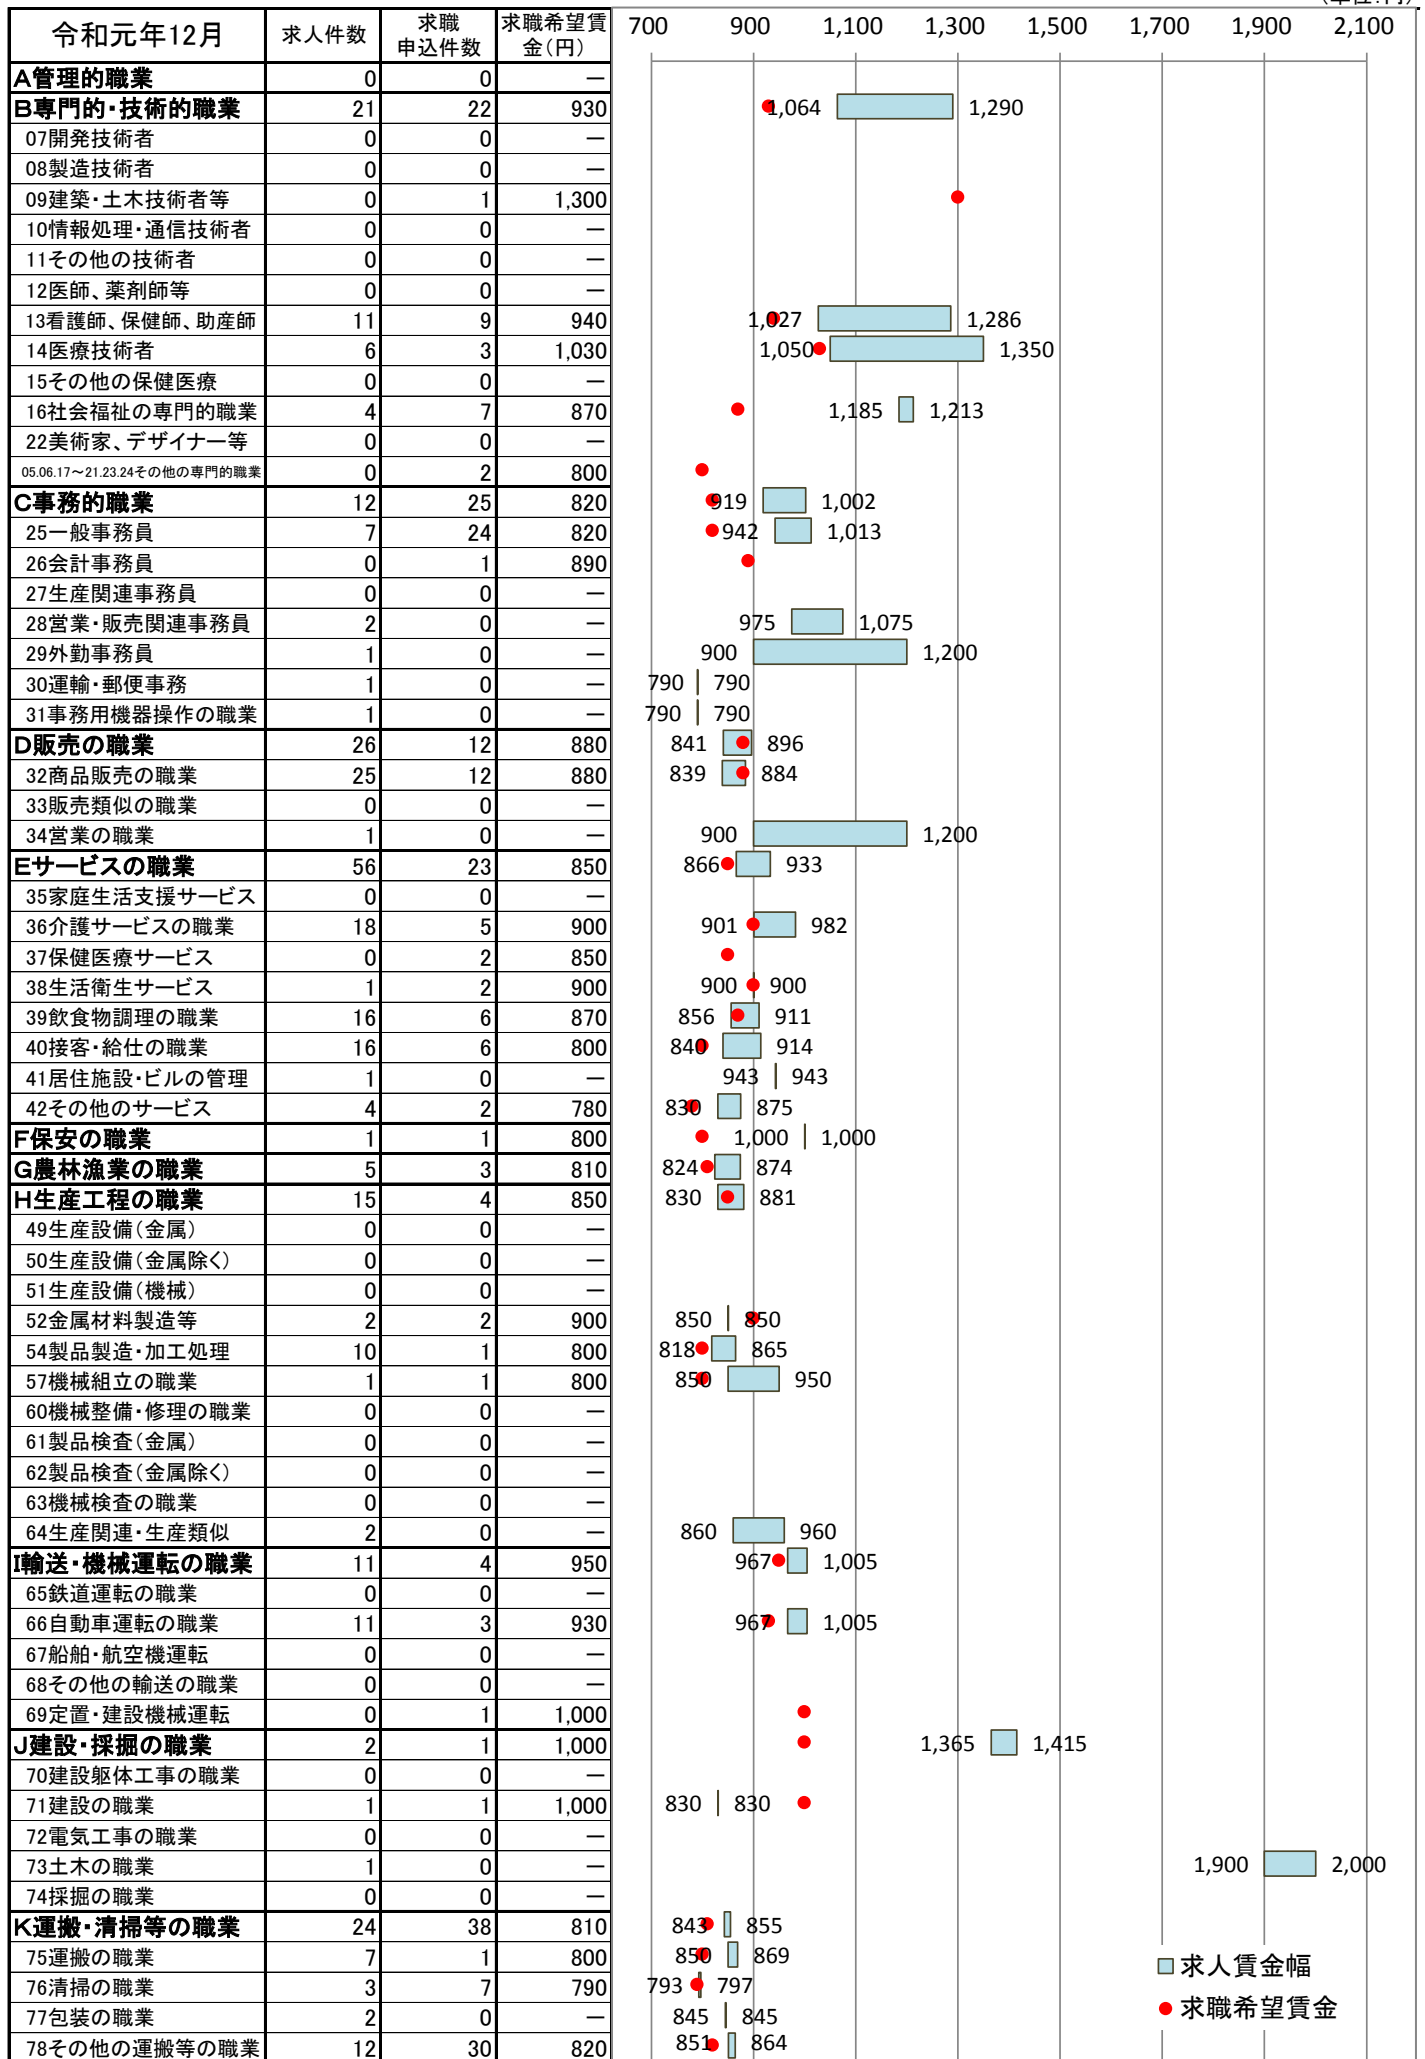 (単位:円)
令和元年12月 求人件数 求職申込件数 求職希望賃金(円) 700 900 1,100 1,300 1,500 1,700 1,900 2,100
A管理的職業 0 0 ―
B専門的・技術的職業 21 22 930 1,064 1,290
07開発技術者 0 0 ―
08製造技術者 0 0 ―
09建築・土木技術者等 0 1 1,300
10情報処理・通信技術者 0 0 ―
11その他の技術者 0 0 ―
12医師、薬剤師等 0 0 ―
13看護師、保健師、助産師 11 9 940 1,027 1,286
14医療技術者 6 3 1,030 1,050 1,350
15その他の保健医療 0 0 ―
16社会福祉の専門的職業 4 7 870 1,185 1,213
22美術家、デザイナー等 0 0 ―
05.06.17～21.23.24その他の専門的職業 0 2 800
C事務的職業 12 25 820 919 1,002
25一般事務員 7 24 820 942 1,013
26会計事務員 0 1 890
27生産関連事務員 0 0 ―
28営業・販売関連事務員 2 0 ― 975 1,075
29外勤事務員 1 0 ― 900 1,200
30運輸・郵便事務 1 0 ― 790 790
31事務用機器操作の職業 1 0 ― 790 790
D販売の職業 26 12 880 841 896
32商品販売の職業 25 12 880 839 884
33販売類似の職業 0 0 ―
34営業の職業 1 0 ― 900 1,200
Eサービスの職業 56 23 850 866 933
35家庭生活支援サービス 0 0 ―
36介護サービスの職業 18 5 900 901 982
37保健医療サービス 0 2 850
38生活衛生サービス 1 2 900 900 900
39飲食物調理の職業 16 6 870 856 911
40接客・給仕の職業 16 6 800 840 914
41居住施設・ビルの管理 1 0 ― 943 943
42その他のサービス 4 2 780 830 875
F保安の職業 1 1 800 1,000 1,000
G農林漁業の職業 5 3 810 824 874
H生産工程の職業 15 4 850 830 881
49生産設備(金属) 0 0 ―
50生産設備(金属除く) 0 0 ―
51生産設備(機械) 0 0 ―
52金属材料製造等 2 2 900 850 850
54製品製造・加工処理 10 1 800 818 865
57機械組立の職業 1 1 800 850 950
60機械整備・修理の職業 0 0 ―
61製品検査(金属) 0 0 ―
62製品検査(金属除く) 0 0 ―
63機械検査の職業 0 0 ―
64生産関連・生産類似 2 0 ― 860 960
I輸送・機械運転の職業 11 4 950 967 1,005
65鉄道運転の職業 0 0 ―
66自動車運転の職業 11 3 930 967 1,005
67船舶・航空機運転 0 0 ―
68その他の輸送の職業 0 0 ―
69定置・建設機械運転 0 1 1,000
J建設・採掘の職業 2 1 1,000 1,365 1,415
70建設躯体工事の職業 0 0 ―
71建設の職業 1 1 1,000 830 830
72電気工事の職業 0 0 ―
73土木の職業 1 0 ― 1,900 2,000
74採掘の職業 0 0 ―
K運搬・清掃等の職業 24 38 810 843 855
75運搬の職業 7 1 800 850 869
76清掃の職業 3 7 790 793 797
77包装の職業 2 0 ― 845 845
78その他の運搬等の職業 12 30 820 851 864
求人賃金幅
求職希望賃金